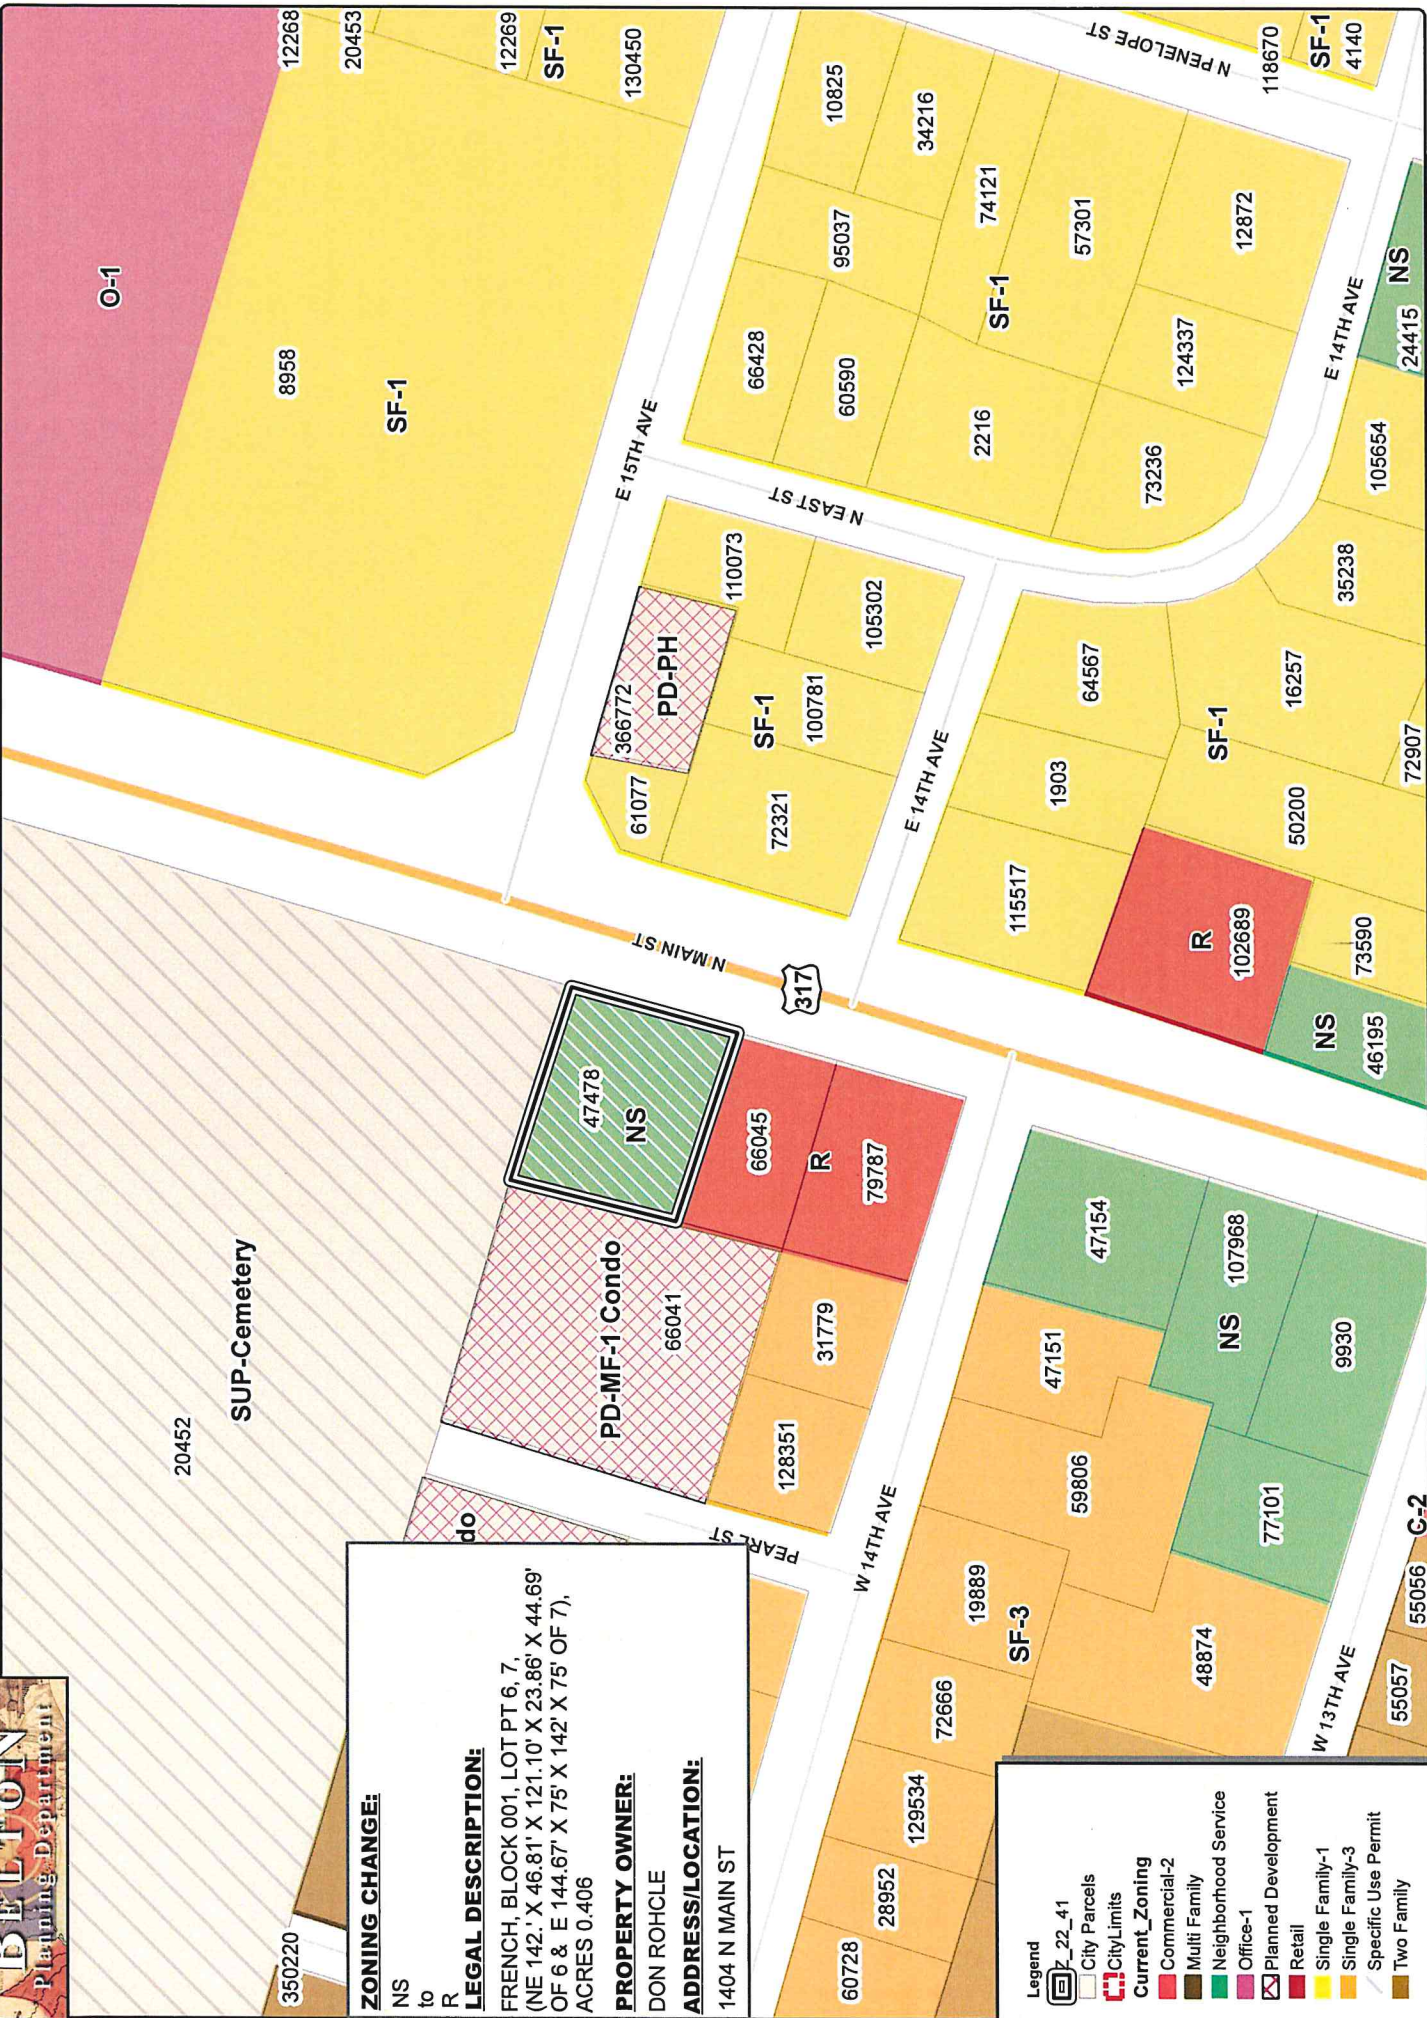 BELTON
Planning Department
ZONING CHANGE:
NS
to
R
LEGAL DESCRIPTION:
FRENCH, BLOCK 001, LOT PT 6, 7,
(NE 142.' X 46.81' X 121.10' X 23.86' X 44.69'
OF 6 & E 144.67' X 75' X 142' X 75' OF 7),
ACRES 0.406
PROPERTY OWNER:
DON ROHCLE
ADDRESS/LOCATION:
1404 N MAIN ST
Legend
Z_22_41
City Parcels
CityLimits
Current_Zoning
Commercial-2
Multi Family
Neighborhood Service
Office-1
Planned Development
Retail
Single Family-1
Single Family-3
Specific Use Permit
Two Family
350220
20452
SUP-Cemetery
O-1
8958
SF-1
12268
20453
12269
SF-1
130450
do
PD-MF-1 Condo
66041
47478
NS
66045
R
79787
31779
128351
PEARL ST
W 14TH AVE
N MAIN ST
317
E 15TH AVE
61077
366772
PD-PH
110073
SF-1
72321
100781
105302
N EAST ST
E 14TH AVE
66428
60590
95037
10825
34216
74121
SF-1
57301
2216
73236
124337
12872
N PENELOPE ST
118670
SF-1
4140
E 14TH AVE
NS
24415
105654
35238
64567
1903
115517
16257
SF-1
50200
72907
R
102689
73590
NS
46195
47154
107968
NS
9930
77101
47151
59806
19889
SF-3
48874
72666
129534
28952
60728
W 13TH AVE
55057
55056
C-2